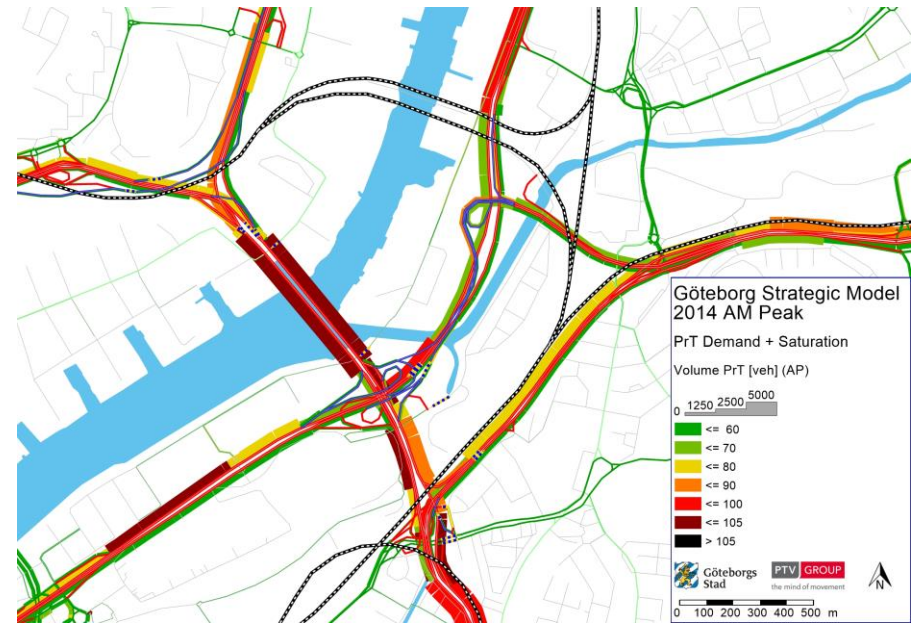 Göteborg Strategic Model
2014 AM Peak
PrT Demand + Saturation
Volume PrT [veh] (AP)
0 1250 2500 5000
<= 60
<= 70
<= 80
<= 90
<= 100
<= 105
> 105
Göteborgs
Stad
PTV GROUP
the mind of movement
N
0 100 200 300 400 500 m